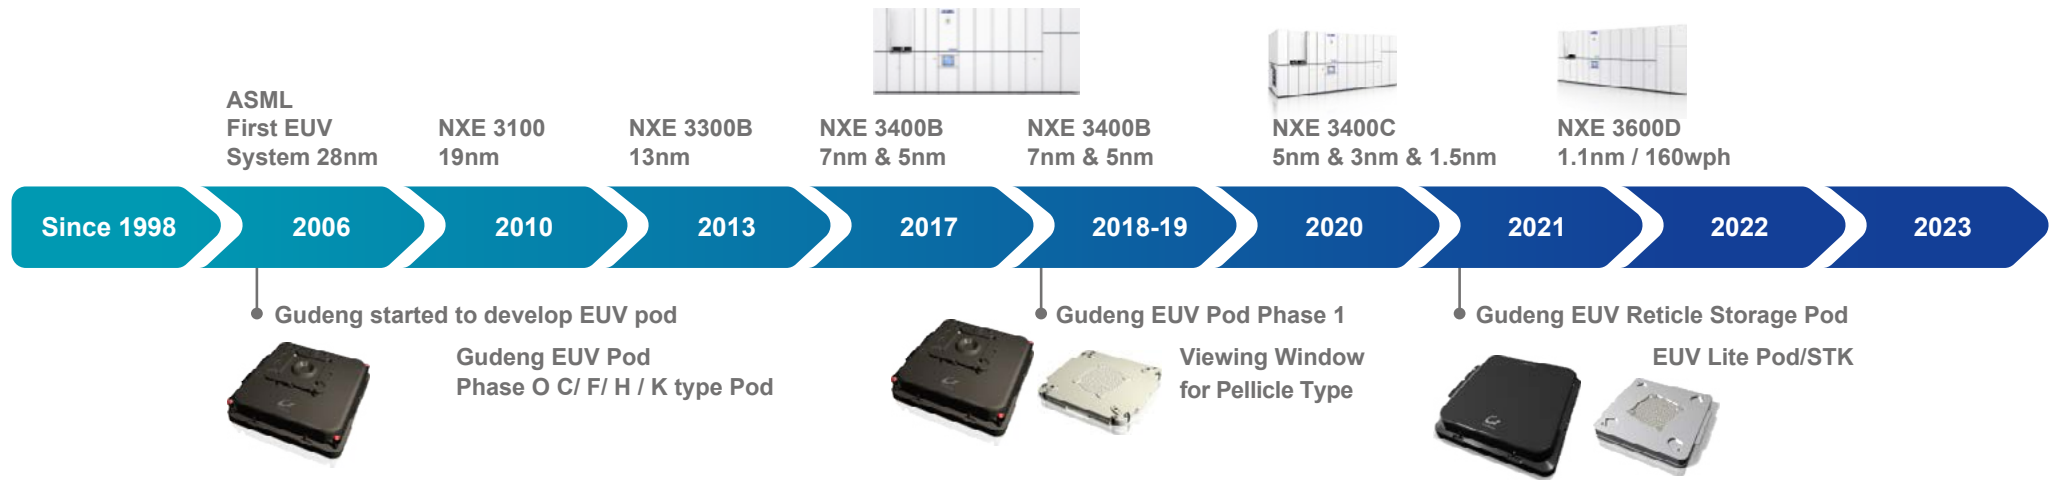 ASML
First EUV
System 28nm
NXE 3100
19nm
NXE 3300B
13nm
NXE 3400B
7nm & 5nm
NXE 3400B
7nm & 5nm
NXE 3400C
5nm & 3nm & 1.5nm
NXE 3600D
1.1nm / 160wph
Since 1998
2006
2010
2013
2017
2018-19
2020
2021
2022
2023
Gudeng started to develop EUV pod
Gudeng EUV Pod
Phase O C/ F/ H / K type Pod
Gudeng EUV Pod Phase 1
Viewing Window
for Pellicle Type
Gudeng EUV Reticle Storage Pod
EUV Lite Pod/STK